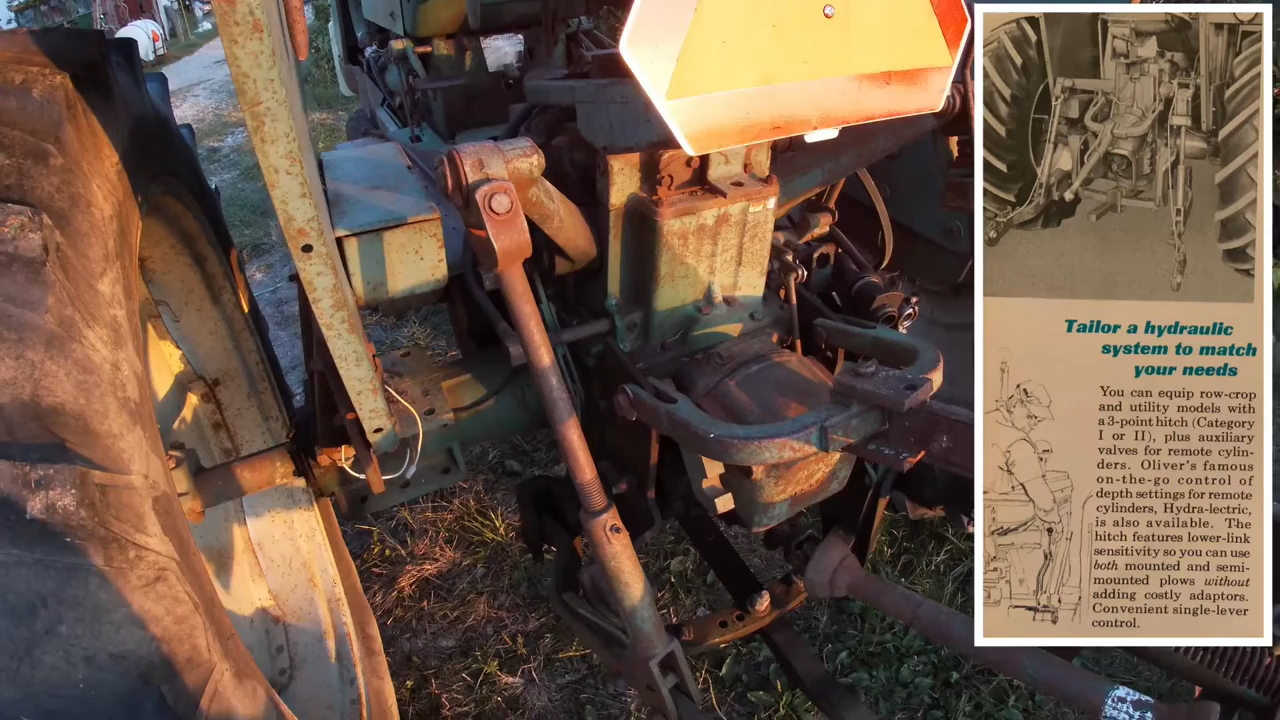 Tailor a hydraulic
system to match
your needs
You can equip row-crop
and utility models with
a 3-point hitch (Category
I or II), plus auxiliary
valves for remote cylin-
ders. Oliver's famous
on-the-go control of
depth settings for remote
cylinders, Hydra-lectric,
is also available. The
hitch features lower-link
sensitivity so you can use
both mounted and semi-
mounted plows without
adding costly adaptors.
Convenient single-lever
control.